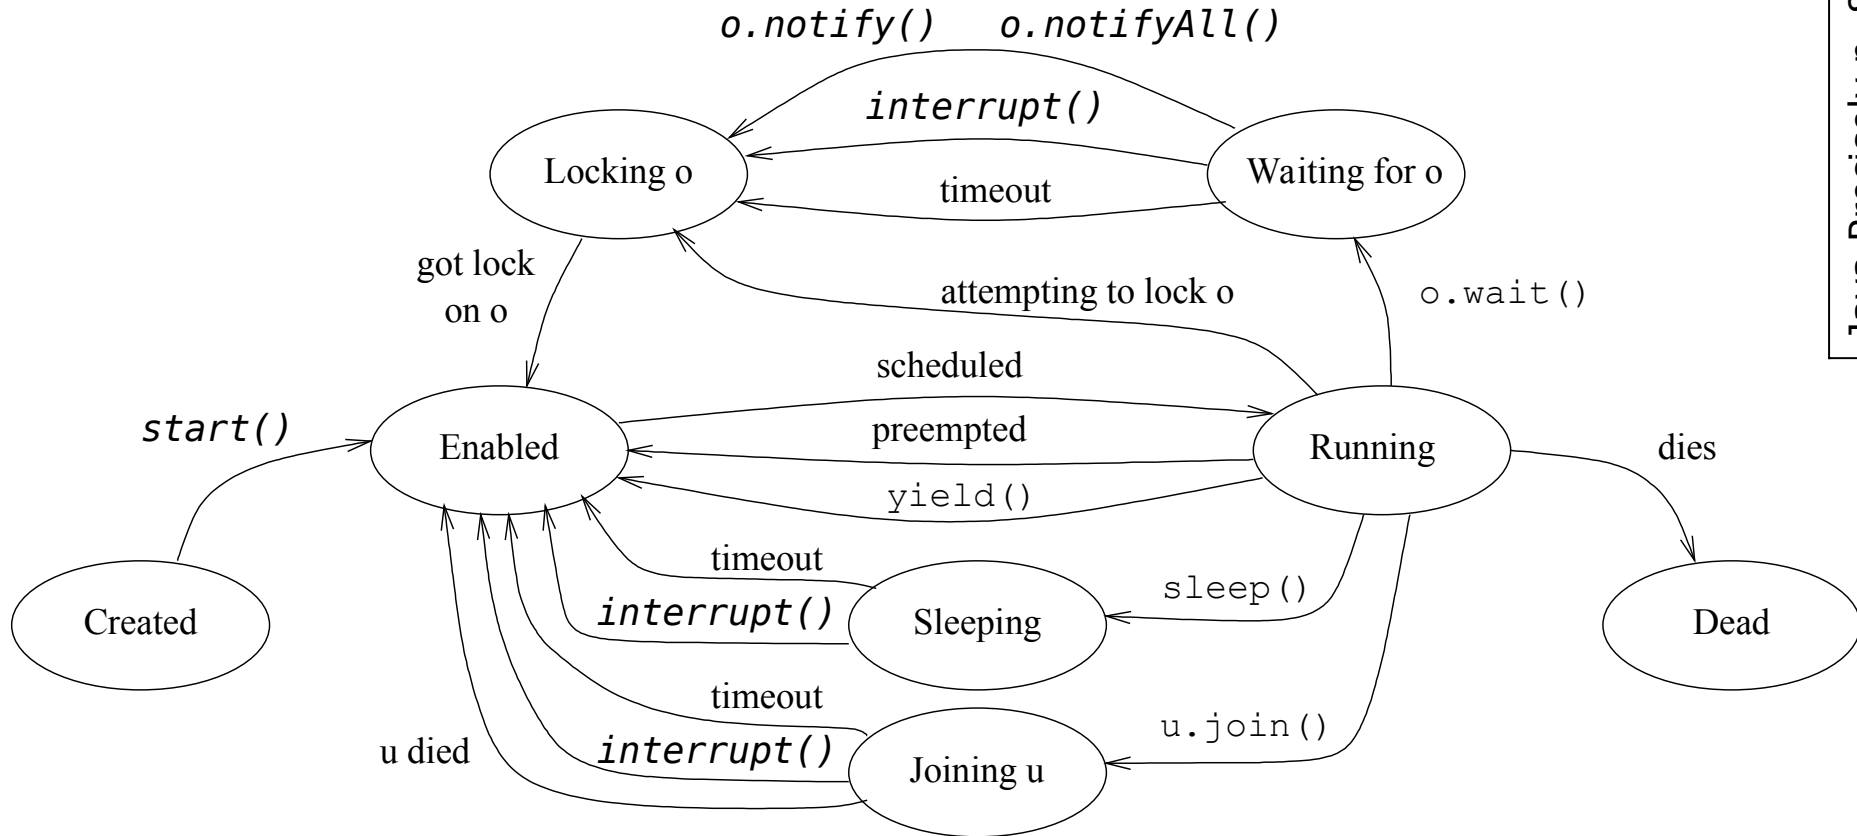 o.notify() o.notifyAll()
interrupt()
Locking o
Waiting for o
timeout
got lock
on o
attempting to lock o
o.wait()
scheduled
start()
Enabled
preempted
Running
dies
yield()
timeout
sleep()
Created
interrupt()
Sleeping
Dead
timeout
u.join()
u died
interrupt()
Joining u